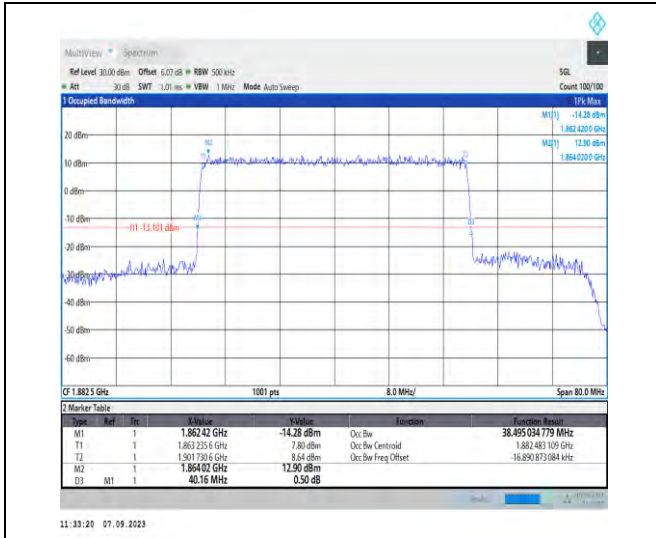 MultiView Spectrum
Ref Level 30.00 dBm Offset 6.07 dB RBW 500 kHz SGL
Att 30 dB SWT 1.01 ms VBW 1 MHz Mode Auto Sweep Count 100/100
1 Occupied Bandwidth 1Pk Max
M1[1] -14.28 dBm
1.862 420 0 GHz
20 dBm M2[1] 12.90 dBm
1.864 020 0 GHz
M2
T1 T2
10 dBm
0 dBm
-10 dBm
M1 D3
H1 -13.101 dBm
-20 dBm
-30 dBm
-40 dBm
-50 dBm
-60 dBm
CF 1.882 5 GHz 1001 pts 8.0 MHz/ Span 80.0 MHz
2 Marker Table
Type Ref Trc X-Value Y-Value Function Function Result
M1 1 1.862 42 GHz -14.28 dBm Occ Bw 38.495 034 779 MHz
T1 1 1.863 235 6 GHz 7.80 dBm Occ Bw Centroid 1.882 483 109 GHz
T2 1 1.901 730 6 GHz 8.64 dBm Occ Bw Freq Offset -16.890 873 084 kHz
M2 1 1.864 02 GHz 12.90 dBm
D3 M1 1 40.16 MHz 0.50 dB
11:33:20 07.09.2023